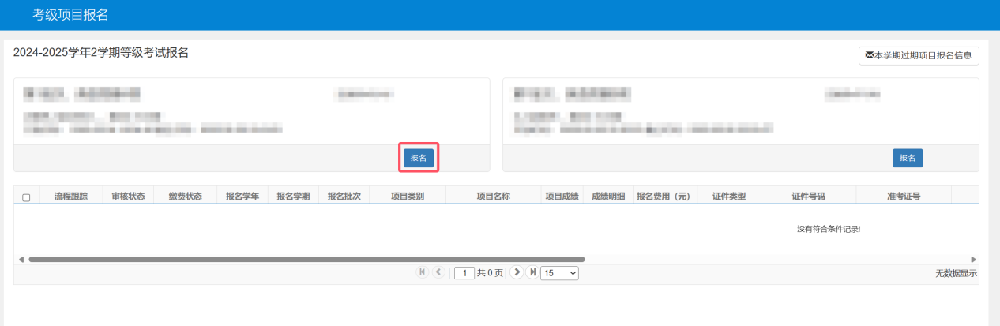 考级项目报名
2024-2025学年2学期等级考试报名
本学期过期项目报名信息
报名
报名
流程跟踪 审核状态 缴费状态 报名学年 报名学期 报名批次 项目类别 项目名称 项目成绩 成绩明细 报名费用（元） 证件类型 证件号码 准考证号
没有符合条件记录!
1 共 0 页 15
无数据显示